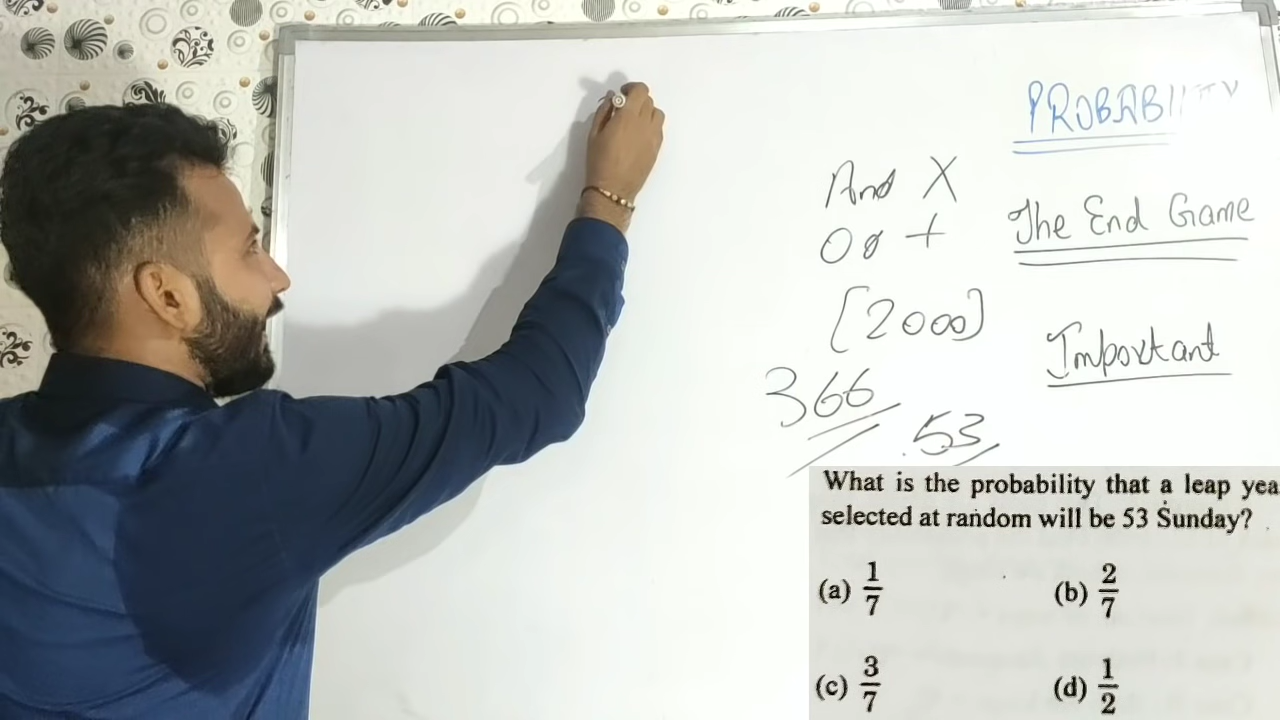 PROBABILITY
And X
Or +
The End Game
[2000]
Important
366
53
What is the probability that a leap yea
selected at random will be 53 Sunday?
(a) 1/7
(b) 2/7
(c) 3/7
(d) 1/2